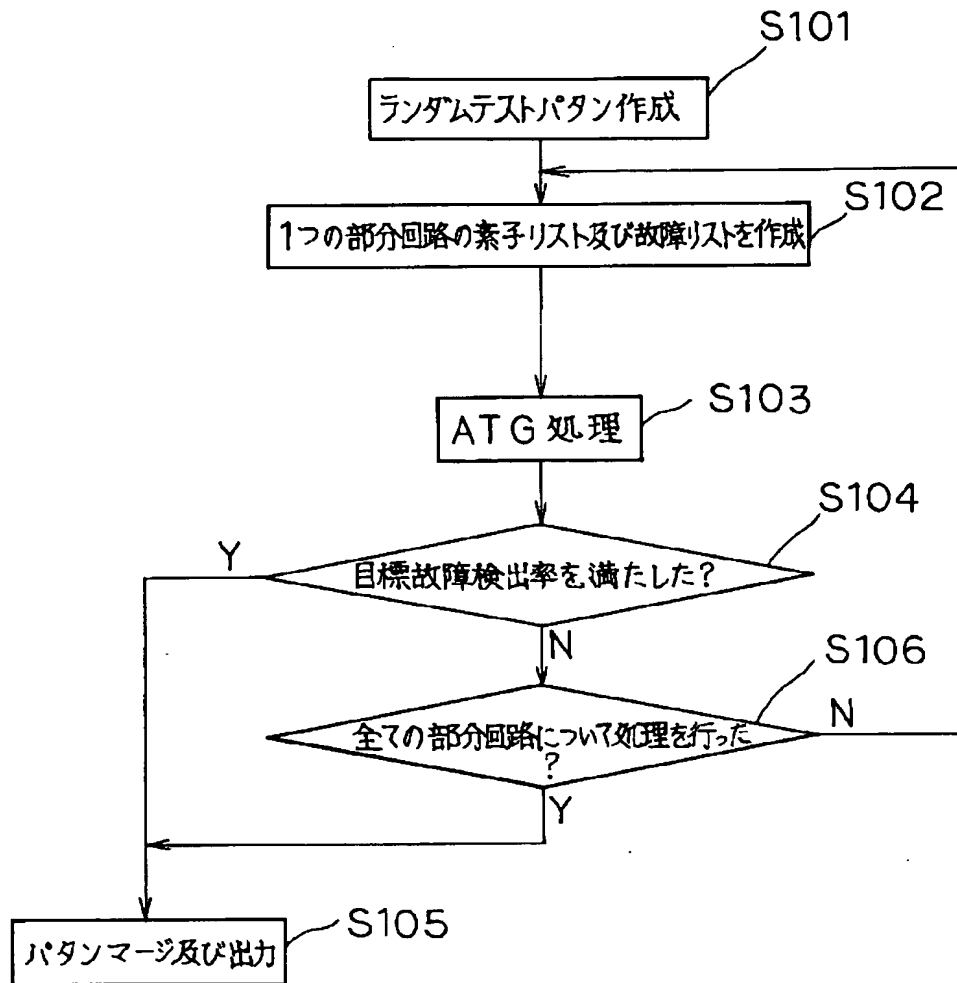 S101
ランダムテストパタン作成
S102
1つの部分回路の素子リスト及び故障リストを作成
S103
ATG処理
S104
Y
目標故障検出率を満たした?
N
S106
N
全ての部分回路について処理を行った
?
Y
S105
パタンマージ及び出力